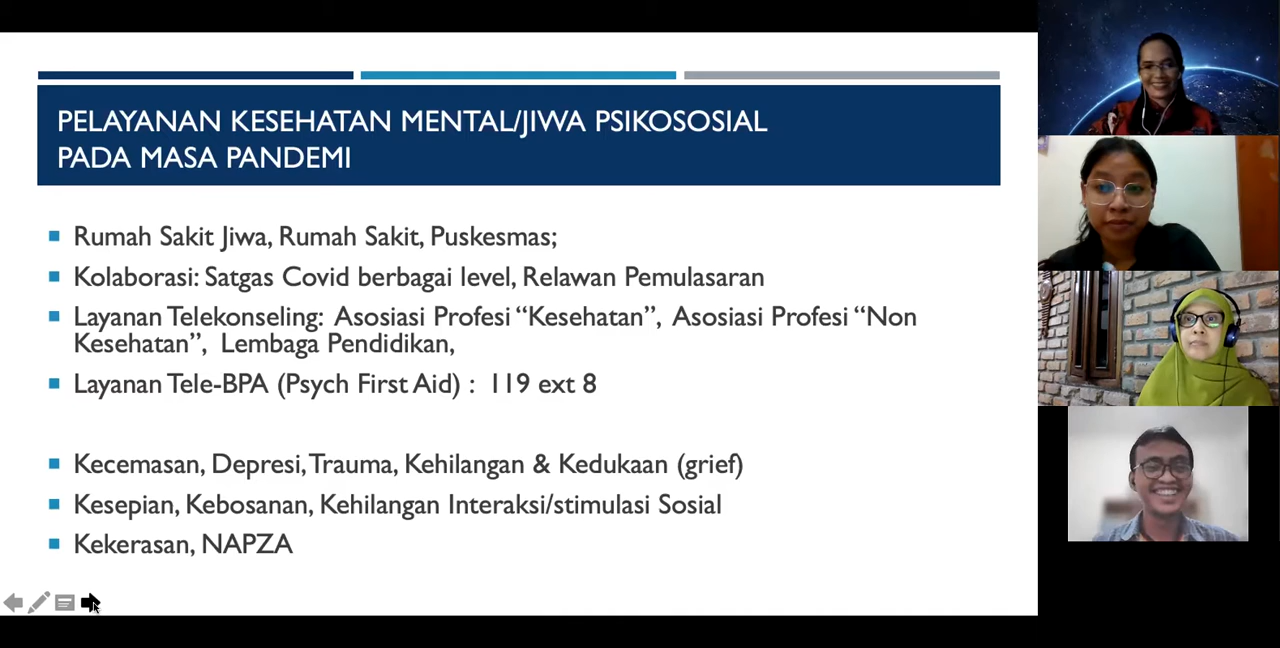 PELAYANAN KESEHATAN MENTAL/JIWA PSIKOSOSIAL
PADA MASA PANDEMI
Rumah Sakit Jiwa, Rumah Sakit, Puskesmas;
Kolaborasi: Satgas Covid berbagai level, Relawan Pemulasaran
Layanan Telekonseling: Asosiasi Profesi “Kesehatan”, Asosiasi Profesi “Non
Kesehatan”, Lembaga Pendidikan,
Layanan Tele-BPA (Psych First Aid) : 119 ext 8
Kecemasan, Depresi, Trauma, Kehilangan & Kedukaan (grief)
Kesepian, Kebosanan, Kehilangan Interaksi/stimulasi Sosial
Kekerasan, NAPZA